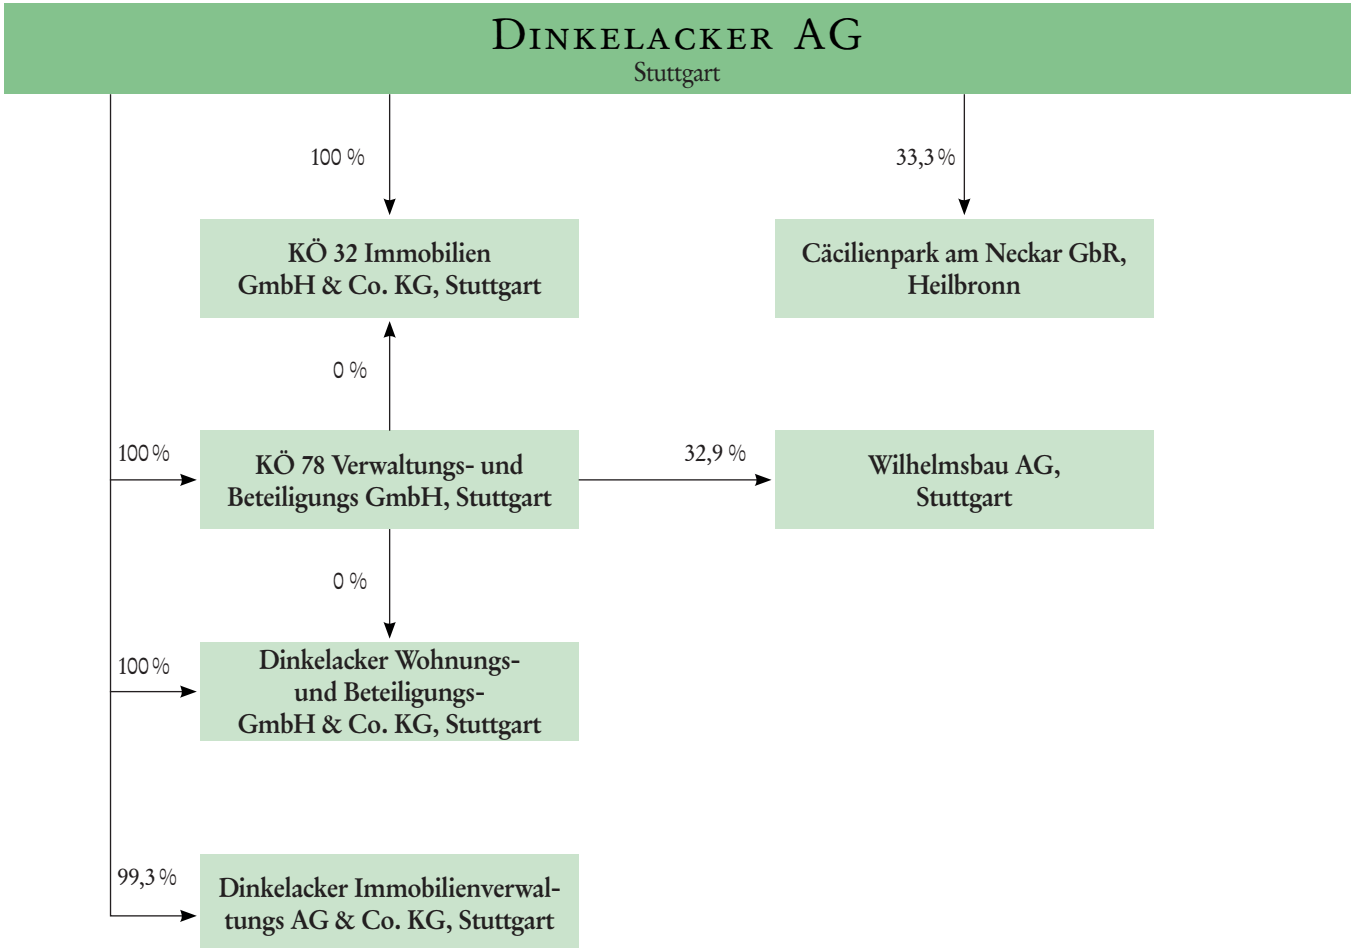 DINKELACKER AG
Stuttgart
100 %
33,3 %
KÖ 32 Immobilien
GmbH & Co. KG, Stuttgart
Cäcilienpark am Neckar GbR,
Heilbronn
0 %
100 %
KÖ 78 Verwaltungs- und
Beteiligungs GmbH, Stuttgart
32,9 %
Wilhelmsbau AG,
Stuttgart
0 %
100 %
Dinkelacker Wohnungs-
und Beteiligungs-
GmbH & Co. KG, Stuttgart
99,3 %
Dinkelacker Immobilienverwal-
tungs AG & Co. KG, Stuttgart